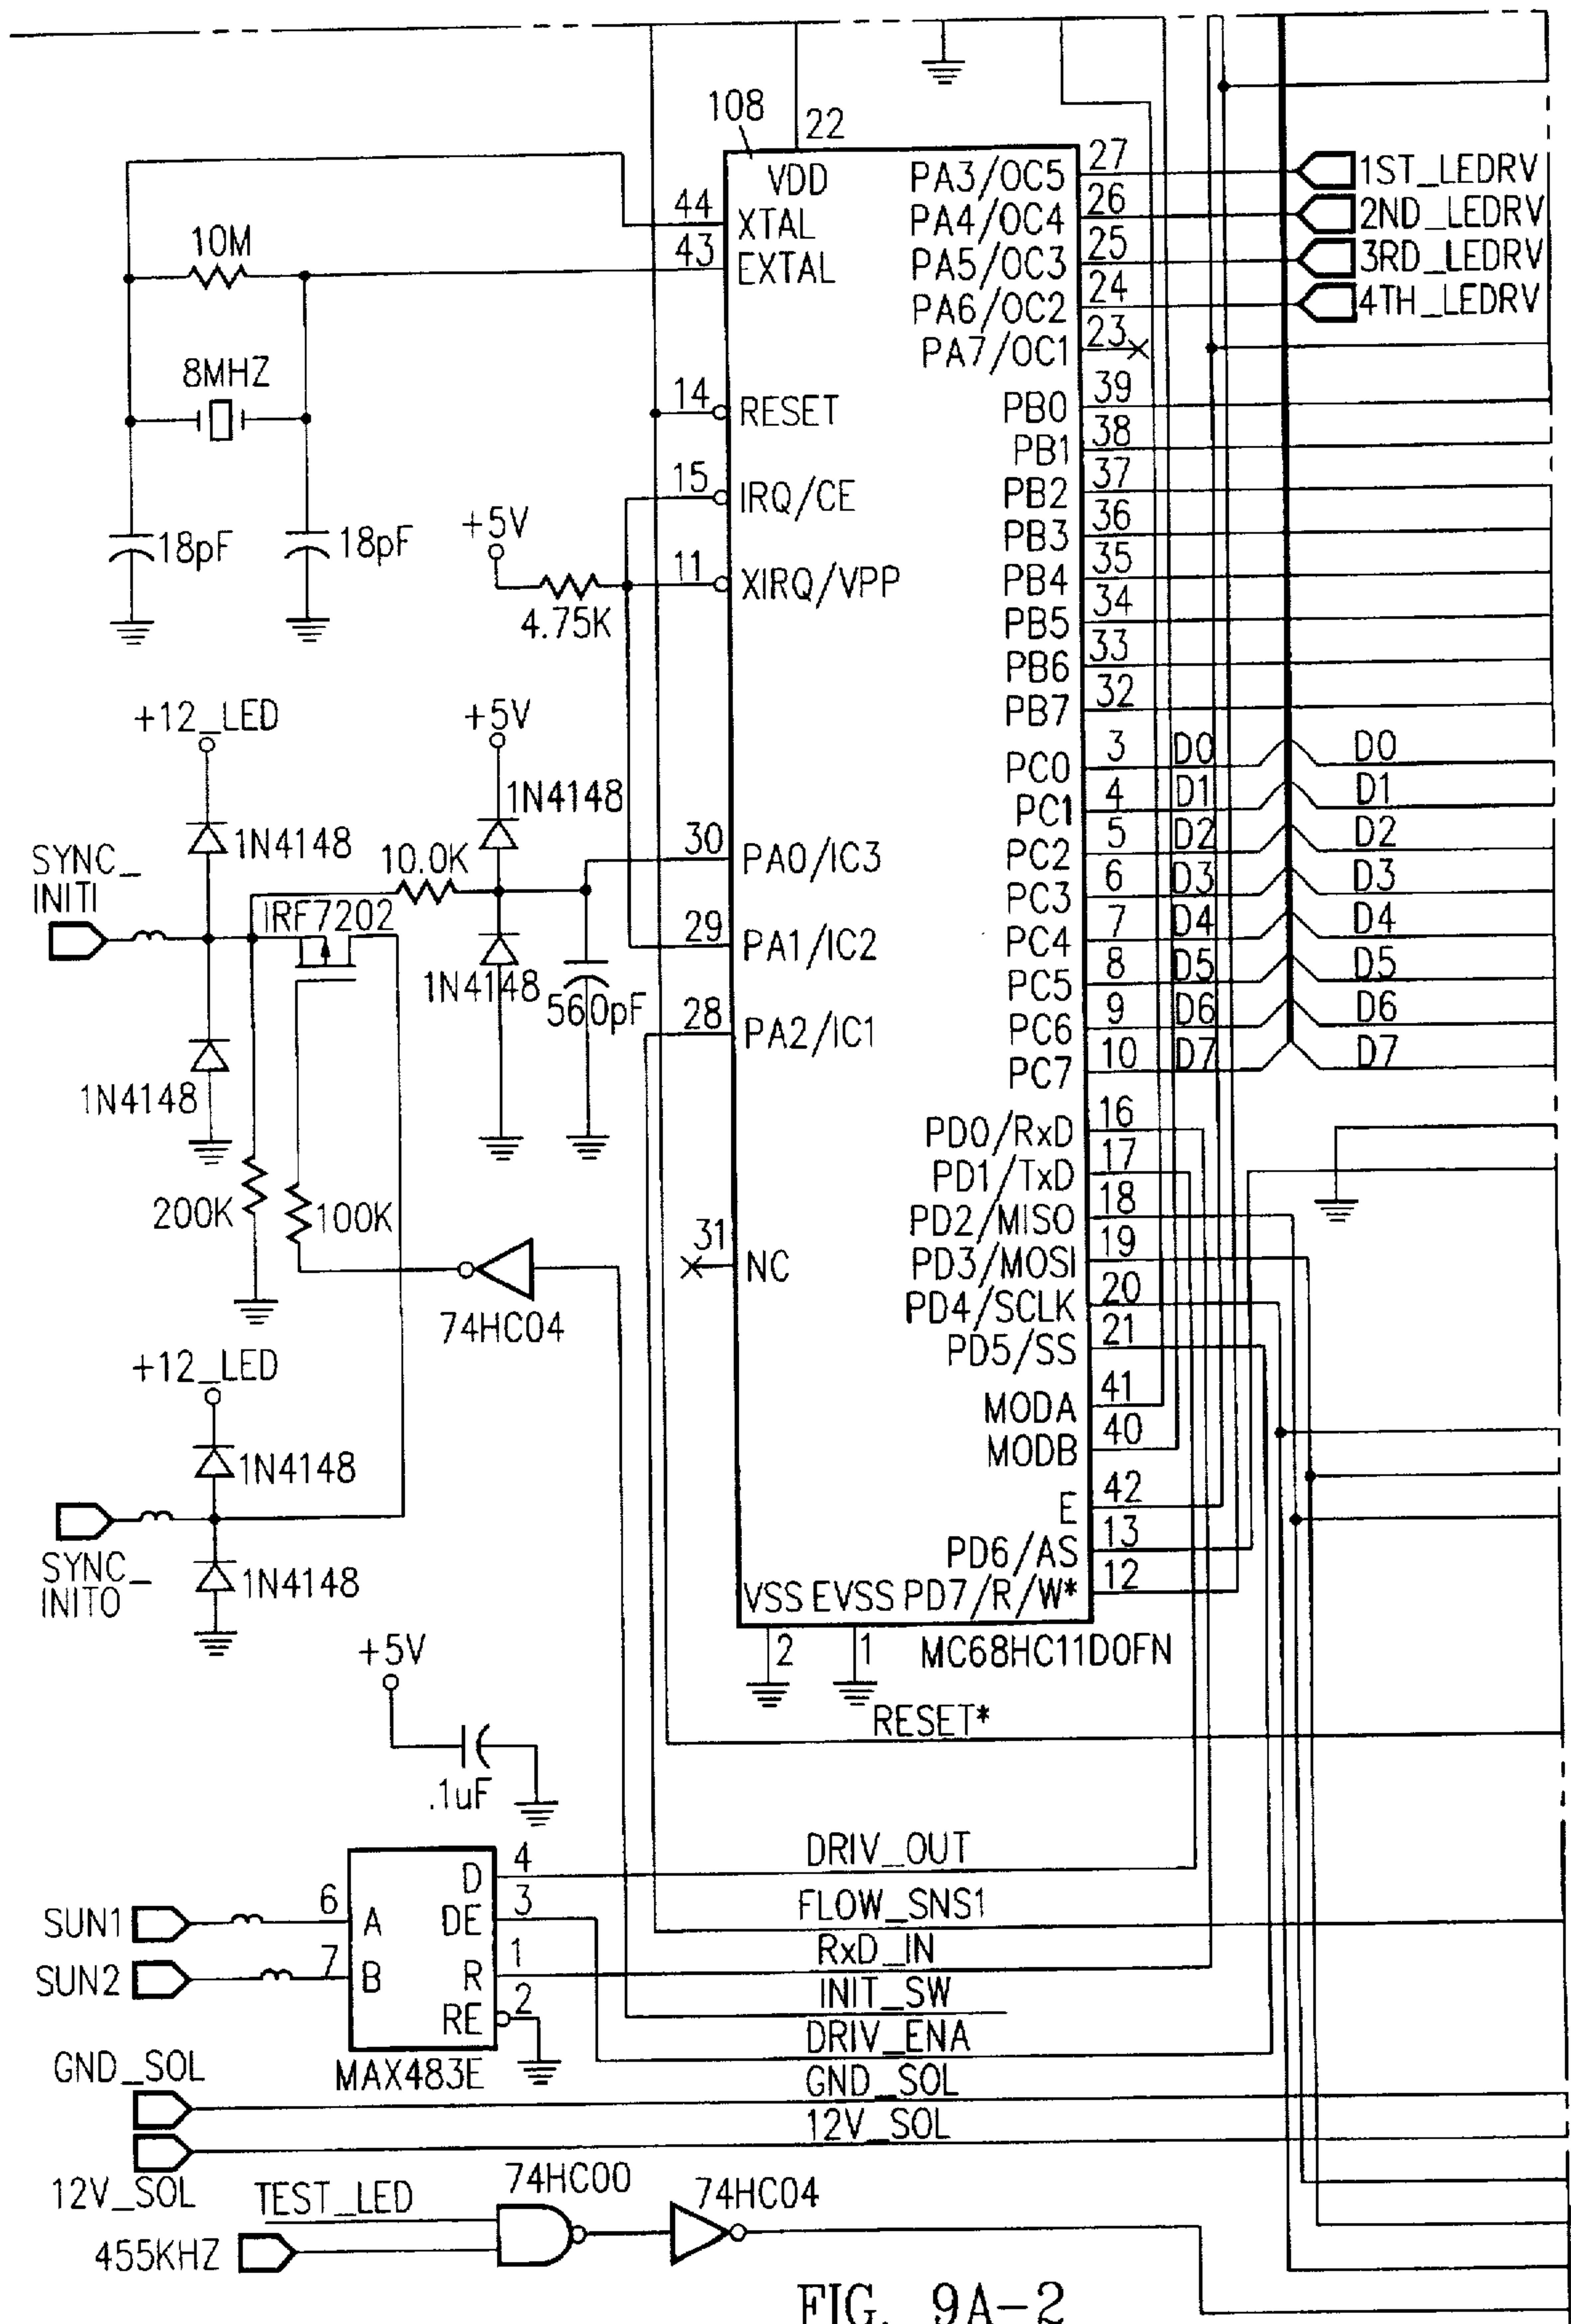 108
22
VDD
44
XTAL
43
EXTAL
14
RESET
15
IRQ/CE
11
XIRQ/VPP
30
PA0/IC3
29
PA1/IC2
28
PA2/IC1
31
NC
VSS
EVSS
2
1
MC68HC11D0FN
PA3/OC5
27
1ST_LEDRV
PA4/OC4
26
2ND_LEDRV
PA5/OC3
25
3RD_LEDRV
PA6/OC2
24
4TH_LEDRV
PA7/OC1
23
PB0
39
PB1
38
PB2
37
PB3
36
PB4
35
PB5
34
PB6
33
PB7
32
PC0
3
D0
D0
PC1
4
D1
D1
PC2
5
D2
D2
PC3
6
D3
D3
PC4
7
D4
D4
PC5
8
D5
D5
PC6
9
D6
D6
PC7
10
D7
D7
PD0/RxD
16
PD1/TxD
17
PD2/MISO
18
PD3/MOSI
19
PD4/SCLK
20
PD5/SS
21
MODA
41
MODB
40
E
42
PD6/AS
13
PD7/R/W*
12
10M
8MHZ
18pF
18pF
+5V
4.75K
+12_LED
+5V
1N4148
1N4148
10.0K
SYNC_
INITI
IRF7202
1N4148
560pF
1N4148
200K
100K
74HC04
+12_LED
1N4148
SYNC_
INITO
1N4148
+5V
.1uF
RESET*
DRIV_OUT
FLOW_SNS1
RxD_IN
INIT_SW
DRIV_ENA
GND_SOL
12V_SOL
SUN1
6
A
D
4
DE
3
SUN2
7
B
R
1
RE
2
MAX483E
GND_SOL
12V_SOL
TEST_LED
74HC00
74HC04
455KHZ
FIG. 9A-2